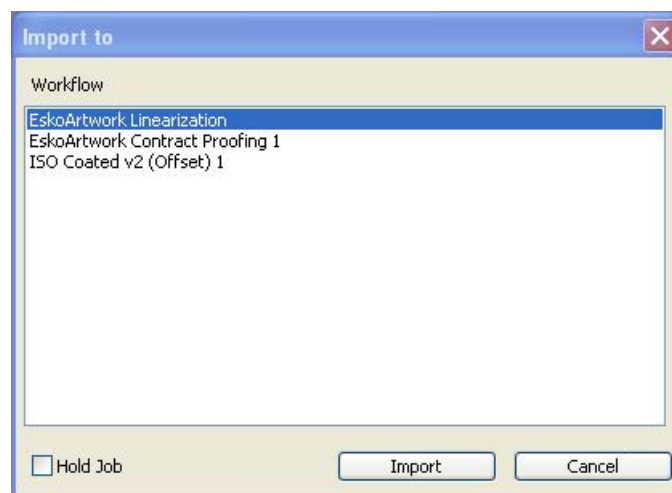 Import to
Workflow
EskoArtwork Linearization
EskoArtwork Contract Proofing 1
ISO Coated v2 (Offset) 1
Hold Job
Import
Cancel